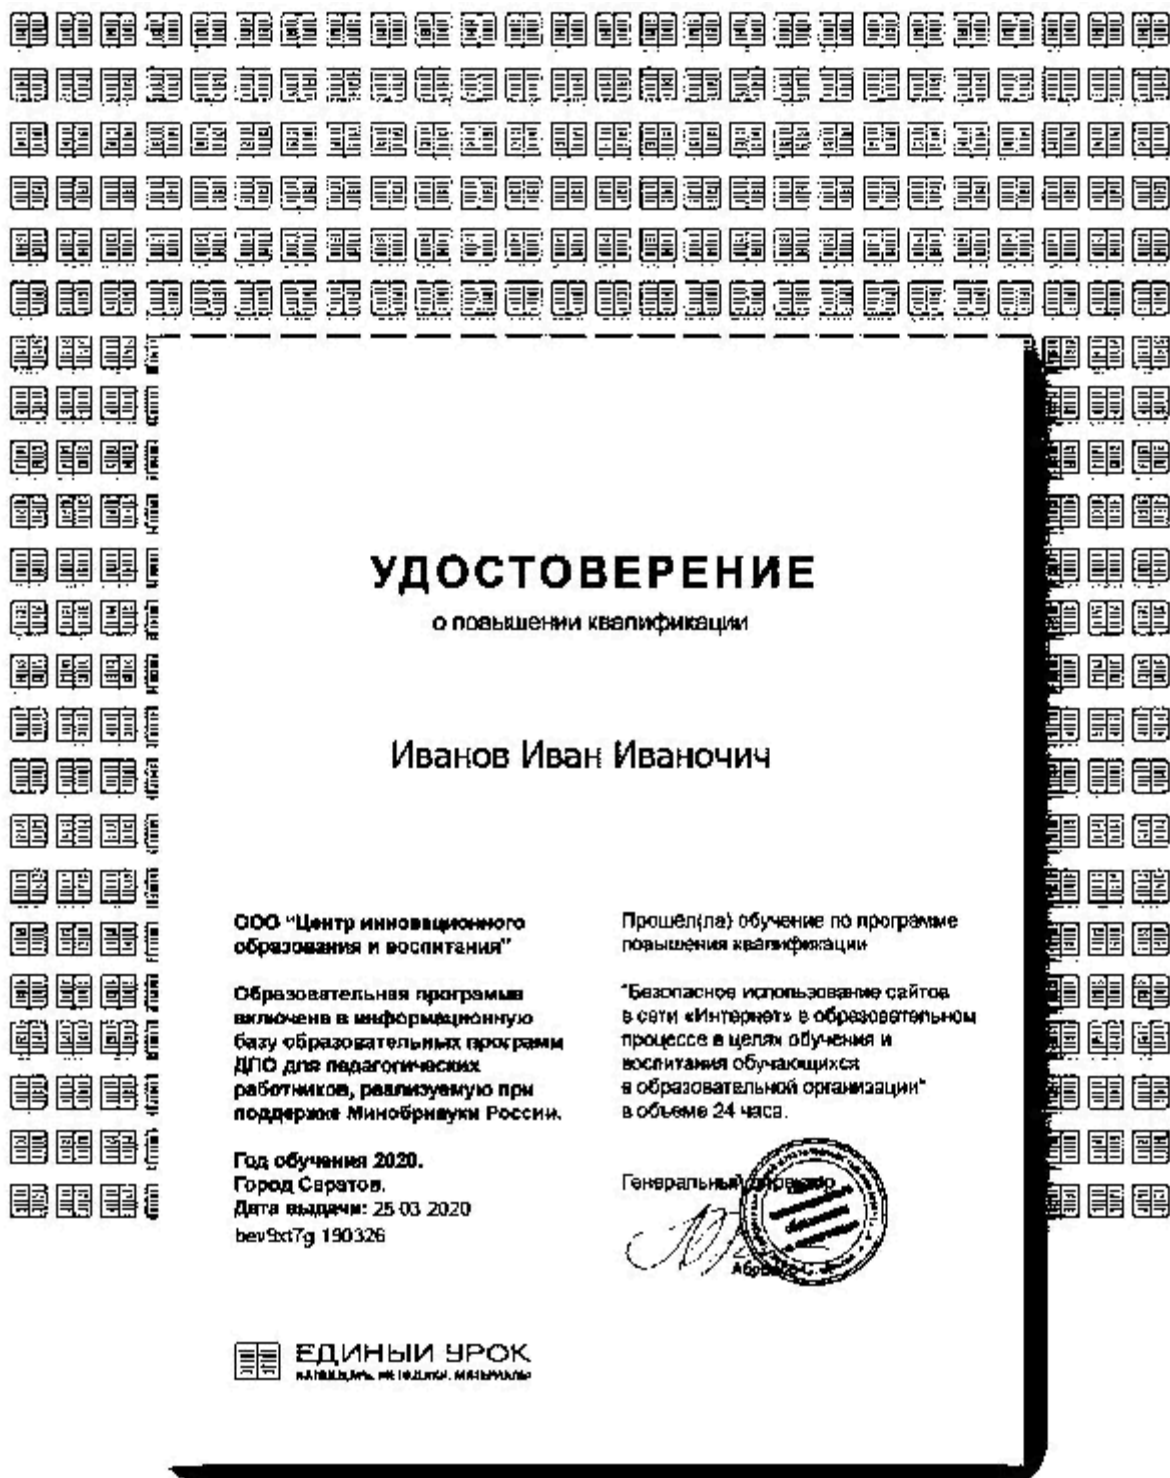 УДОСТОВЕРЕНИЕ
о повышении квалификации
Иванов Иван Иваночич
ООО "Центр инновационного
образования и воспитания"
Образовательная программа
включена в информационную
базу образовательных программ
ДПО для педагогических
работников, реализуемую при
поддержке Минобрнауки России.
Год обучения 2020.
Город Саратов.
Дата выдачи: 25 03 2020
bev9xt7g 190326
Прошёл(ла) обучение по программе
повышения квалификации
"Безопасное использование сайтов
в сети «Интернет» в образовательном
процессе в целях обучения и
воспитания обучающихся
в образовательной организации"
в объеме 24 часа.
Генеральный директор
ЕДИНЫЙ УРОК